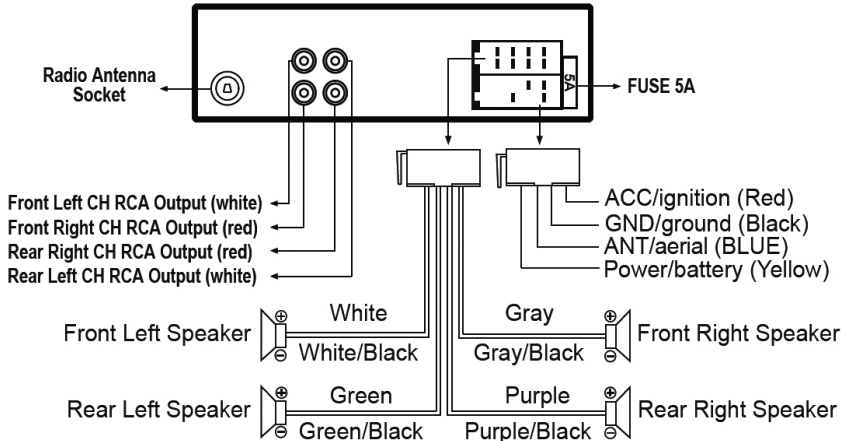 Radio Antenna
Socket
5A
FUSE 5A
Front Left CH RCA Output (white)
Front Right CH RCA Output (red)
Rear Right CH RCA Output (red)
Rear Left CH RCA Output (white)
ACC/ignition (Red)
GND/ground (Black)
ANT/aerial (BLUE)
Power/battery (Yellow)
Front Left Speaker
White
White/Black
Gray
Gray/Black
Front Right Speaker
Rear Left Speaker
Green
Green/Black
Purple
Purple/Black
Rear Right Speaker